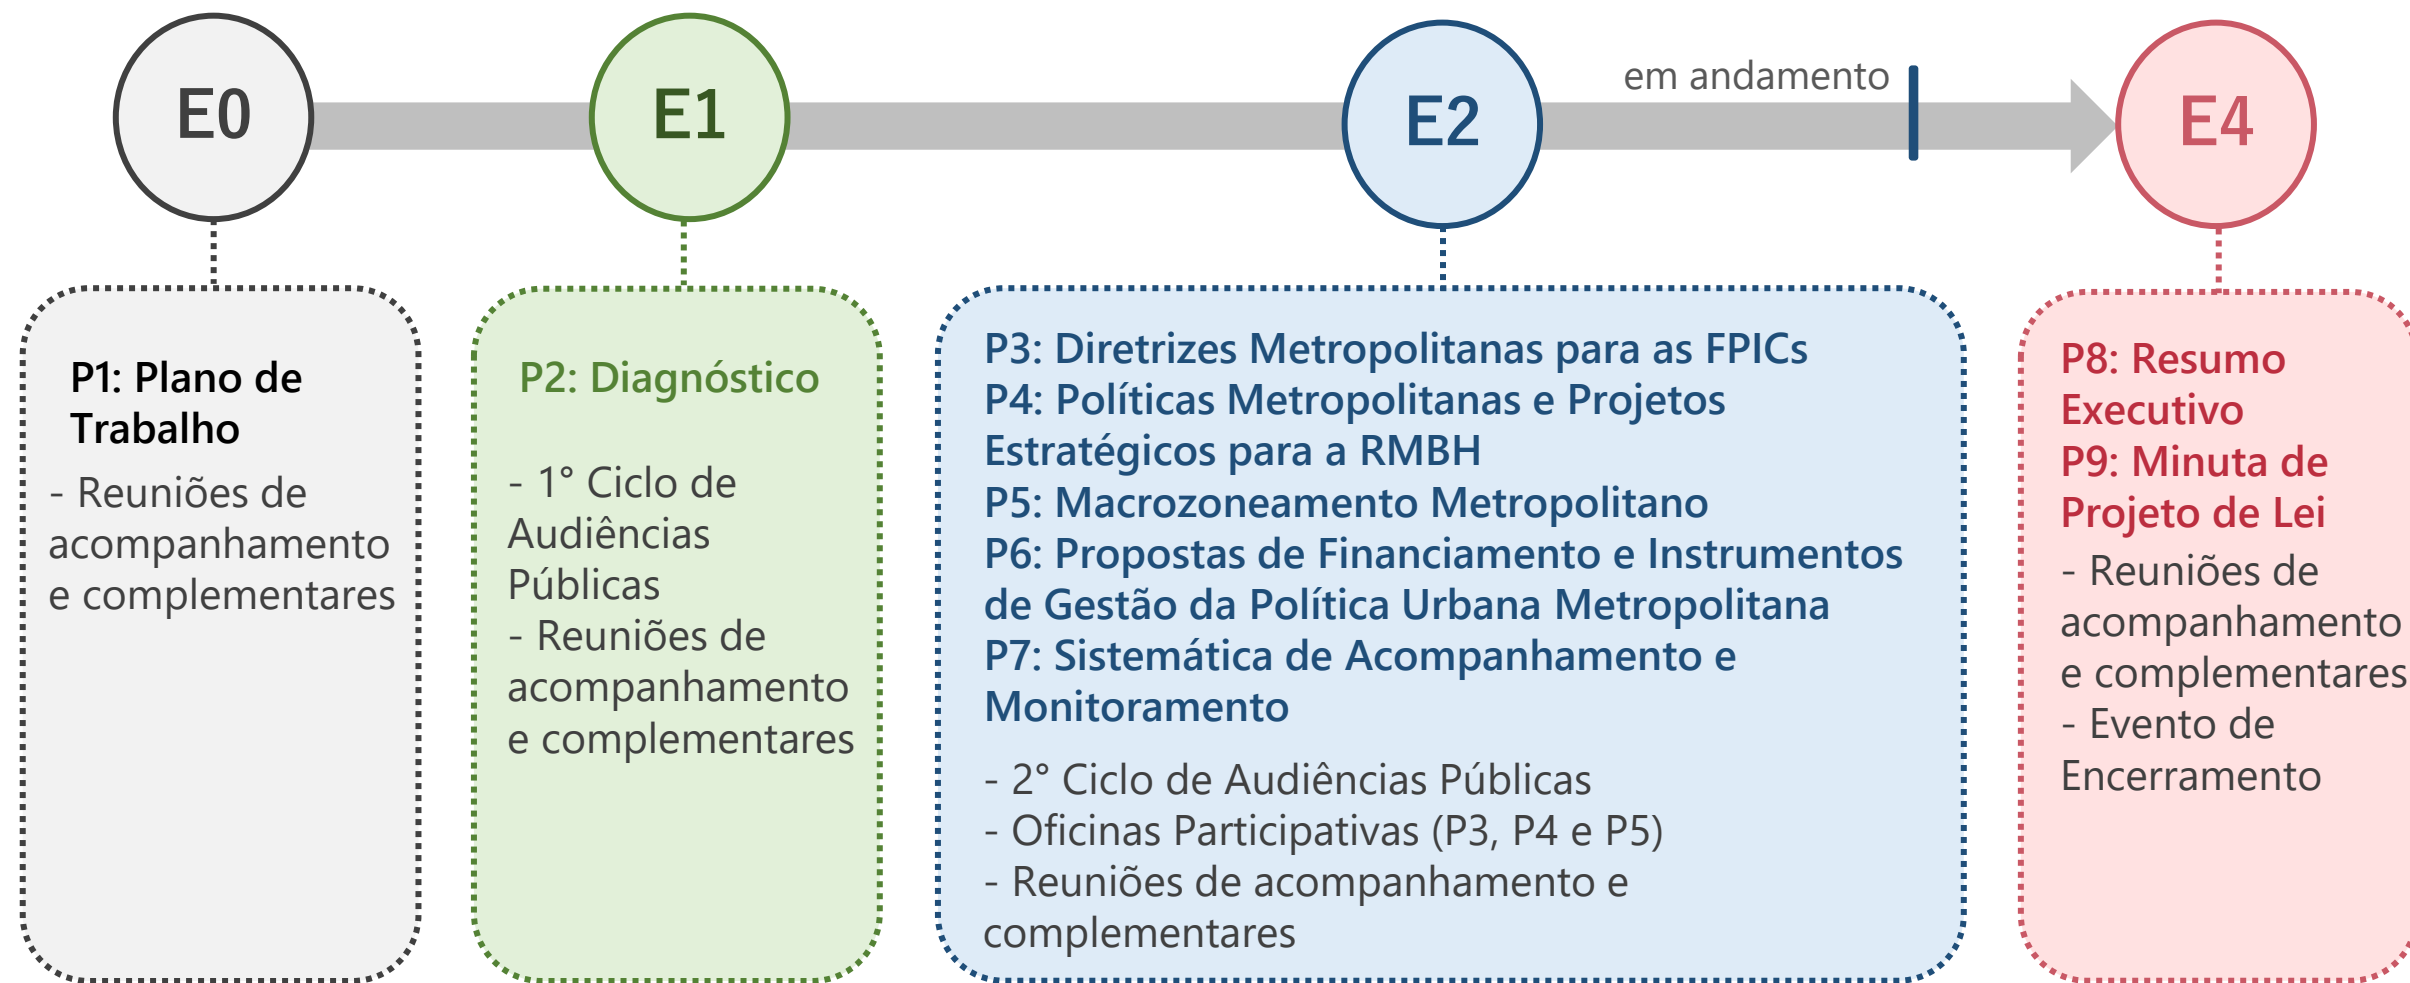 E0
E1
E2
em andamento
E4
P1: Plano de
Trabalho
- Reuniões de
acompanhamento
e complementares
P2: Diagnóstico
- 1° Ciclo de
Audiências
Públicas
- Reuniões de
acompanhamento
e complementares
P3: Diretrizes Metropolitanas para as FPICs
P4: Políticas Metropolitanas e Projetos
Estratégicos para a RMBH
P5: Macrozoneamento Metropolitano
P6: Propostas de Financiamento e Instrumentos
de Gestão da Política Urbana Metropolitana
P7: Sistemática de Acompanhamento e
Monitoramento
- 2° Ciclo de Audiências Públicas
- Oficinas Participativas (P3, P4 e P5)
- Reuniões de acompanhamento e
complementares
P8: Resumo
Executivo
P9: Minuta de
Projeto de Lei
- Reuniões de
acompanhamento
e complementares
- Evento de
Encerramento